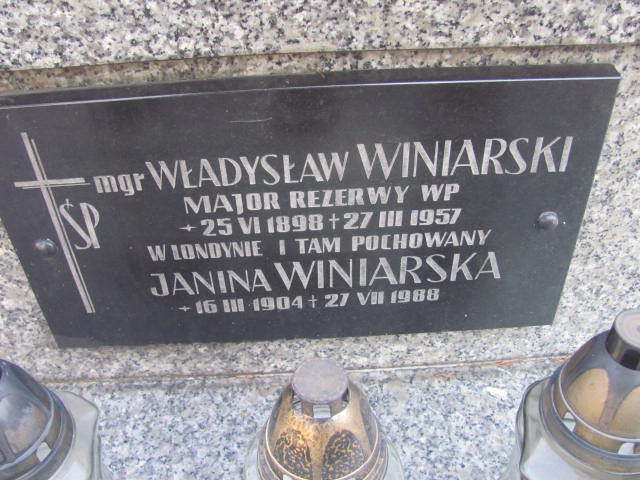 ŚP
mgr WŁADYSŁAW WINIARSKI
MAJOR REZERWY WP
* 25 VI 1898 † 27 III 1957
W LONDYNIE I TAM POCHOWANY
JANINA WINIARSKA
* 16 III 1904 † 27 VII 1988